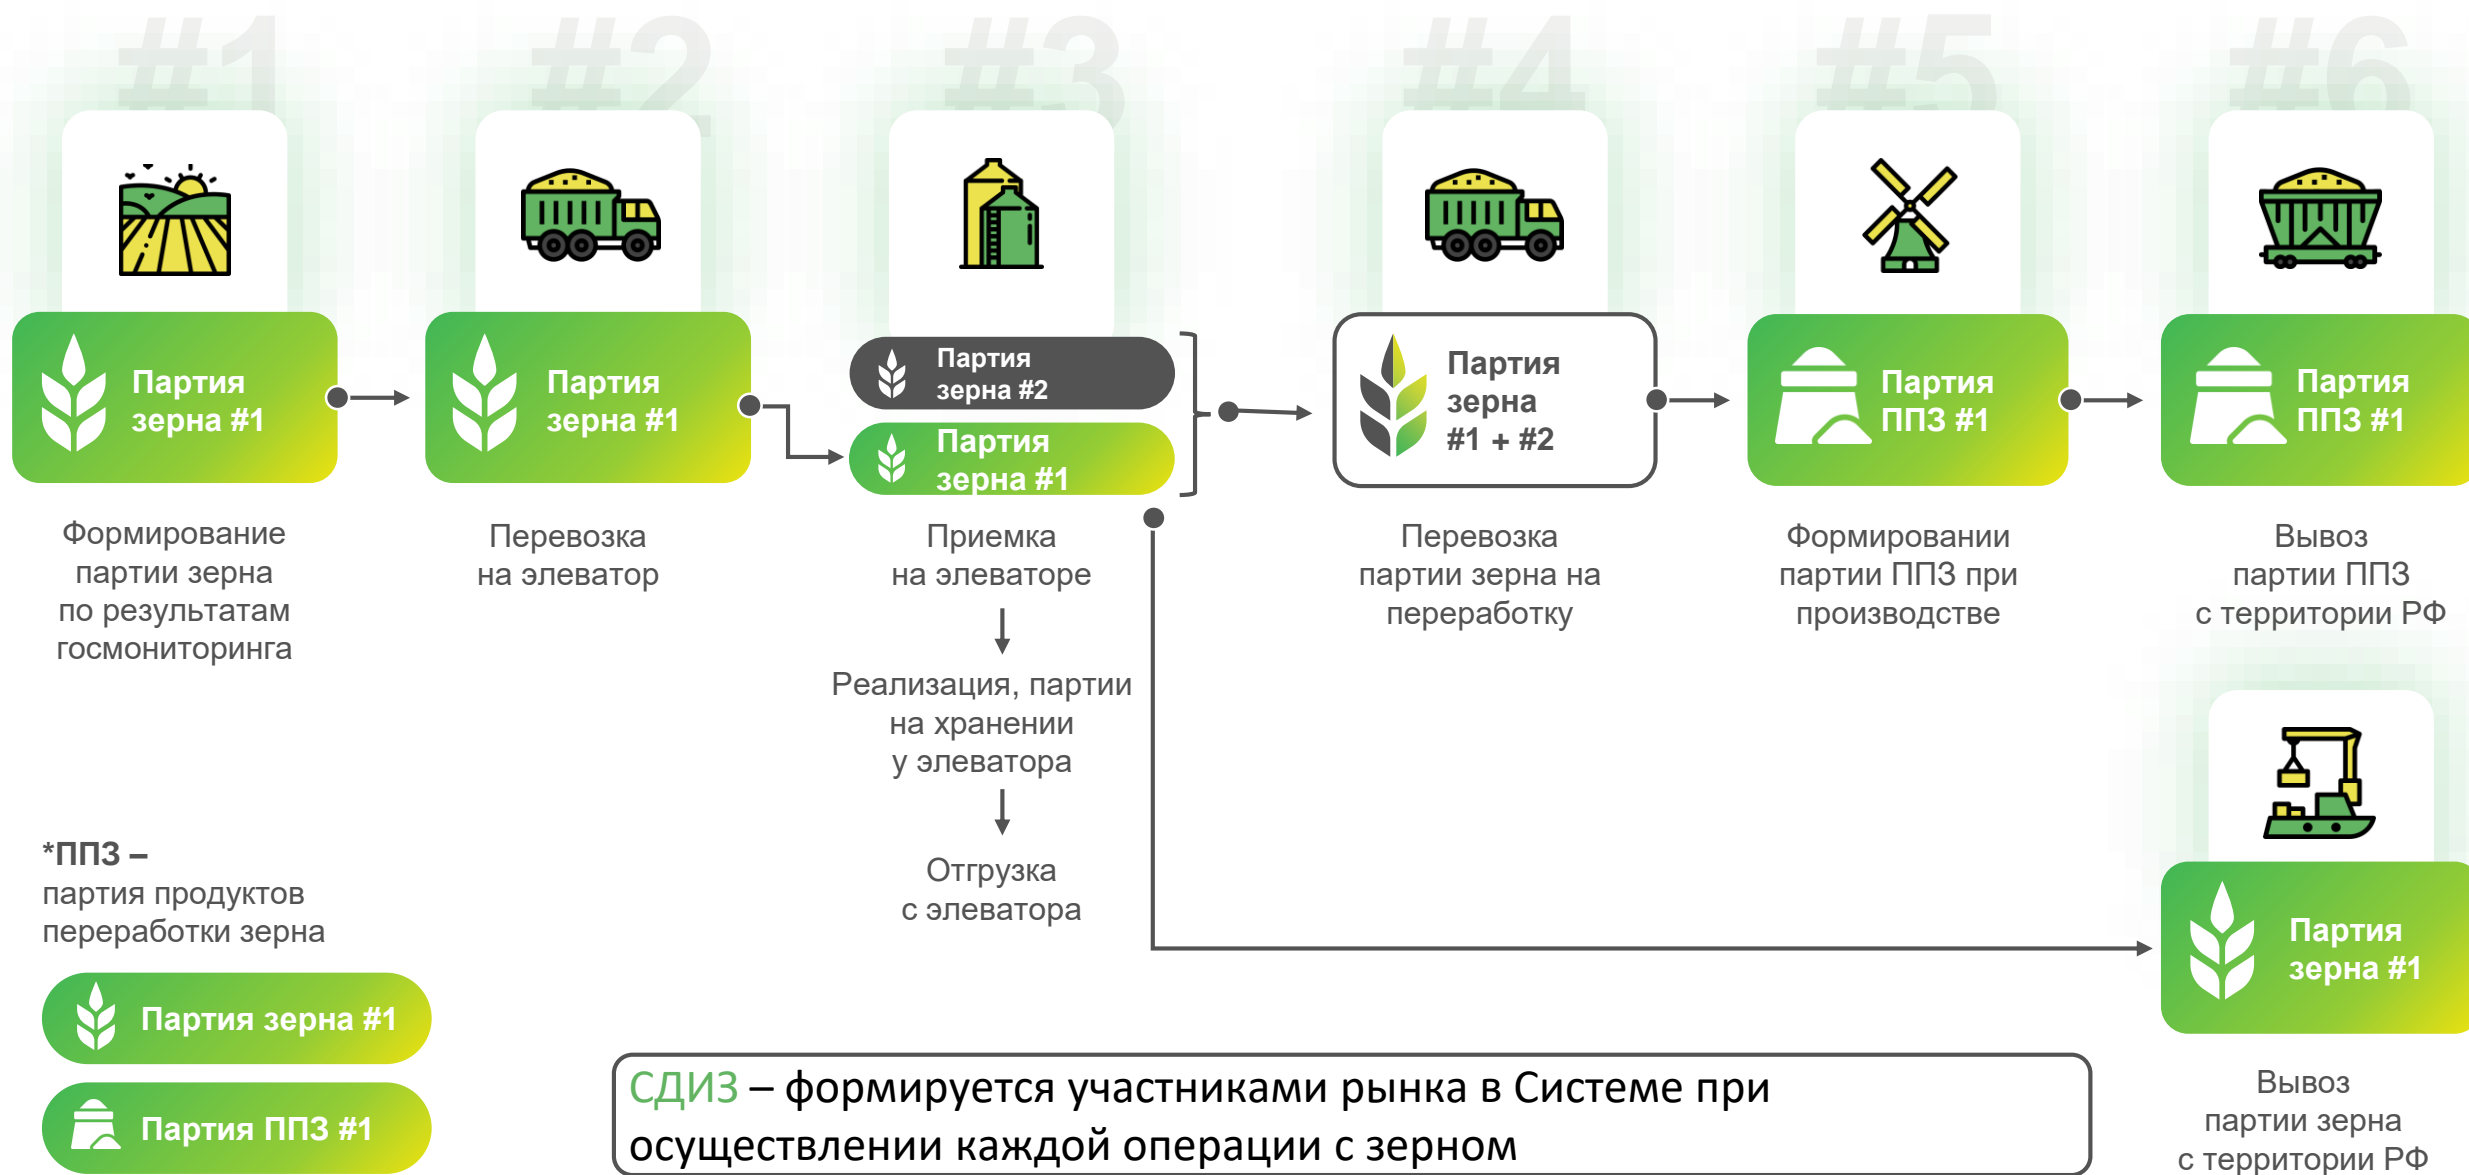 #1
#2
#3
#4
#5
#6
Партия
зерна #1
Партия
зерна #1
Партия
зерна #2
Партия
зерна #1
Партия
зерна
#1 + #2
Партия
ППЗ #1
Партия
ППЗ #1
Формирование
партии зерна
по результатам
госмониторинга
Перевозка
на элеватор
Приемка
на элеваторе
Реализация, партии
на хранении
у элеватора
Отгрузка
с элеватора
Перевозка
партии зерна на
переработку
Формировании
партии ППЗ при
производстве
Вывоз
партии ППЗ
с территории РФ
Партия
зерна #1
Вывоз
партии зерна
с территории РФ
*ППЗ –
партия продуктов
переработки зерна
Партия зерна #1
Партия ППЗ #1
СДИЗ – формируется участниками рынка в Системе при
осуществлении каждой операции с зерном